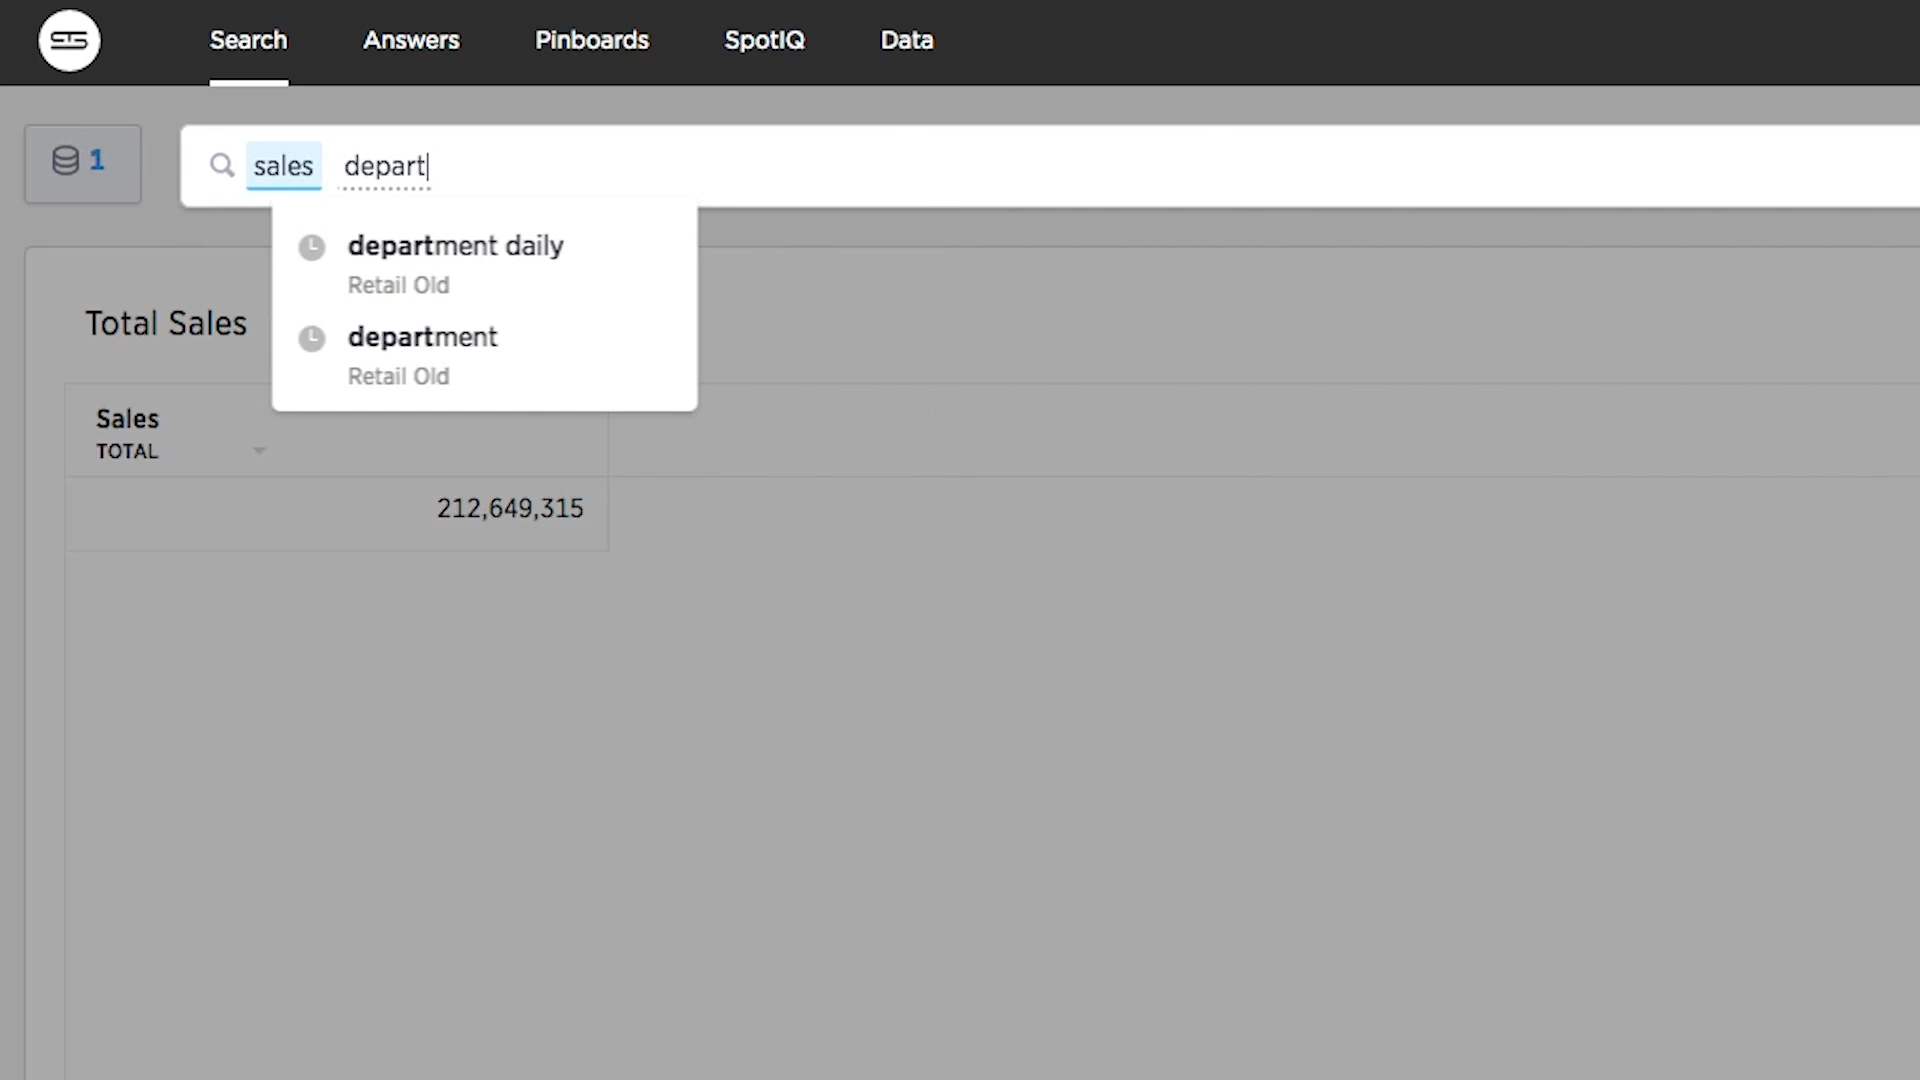 Search Answers Pinboards SpotIQ Data
1
sales depart
department daily
Retail Old
department
Retail Old
Total Sales
Sales
TOTAL
212,649,315